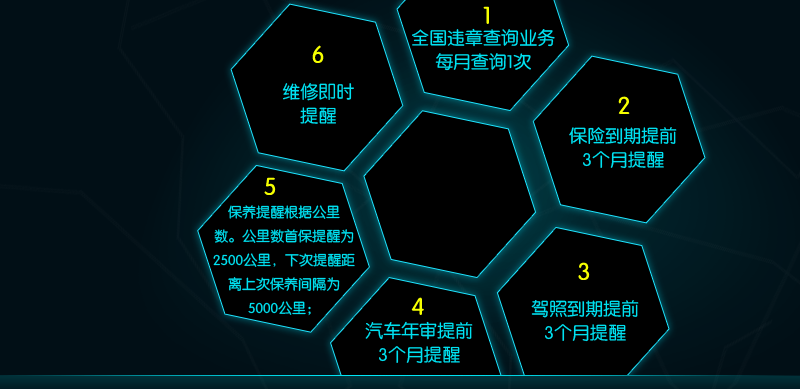 1
全国违章查询业务
每月查询1次
2
保险到期提前
3个月提醒
3
驾照到期提前
3个月提醒
4
汽车年审提前
3个月提醒
5
保养提醒根据公里
数。公里数首保提醒为
2500公里，下次提醒距
离上次保养间隔为
5000公里；
6
维修即时
提醒